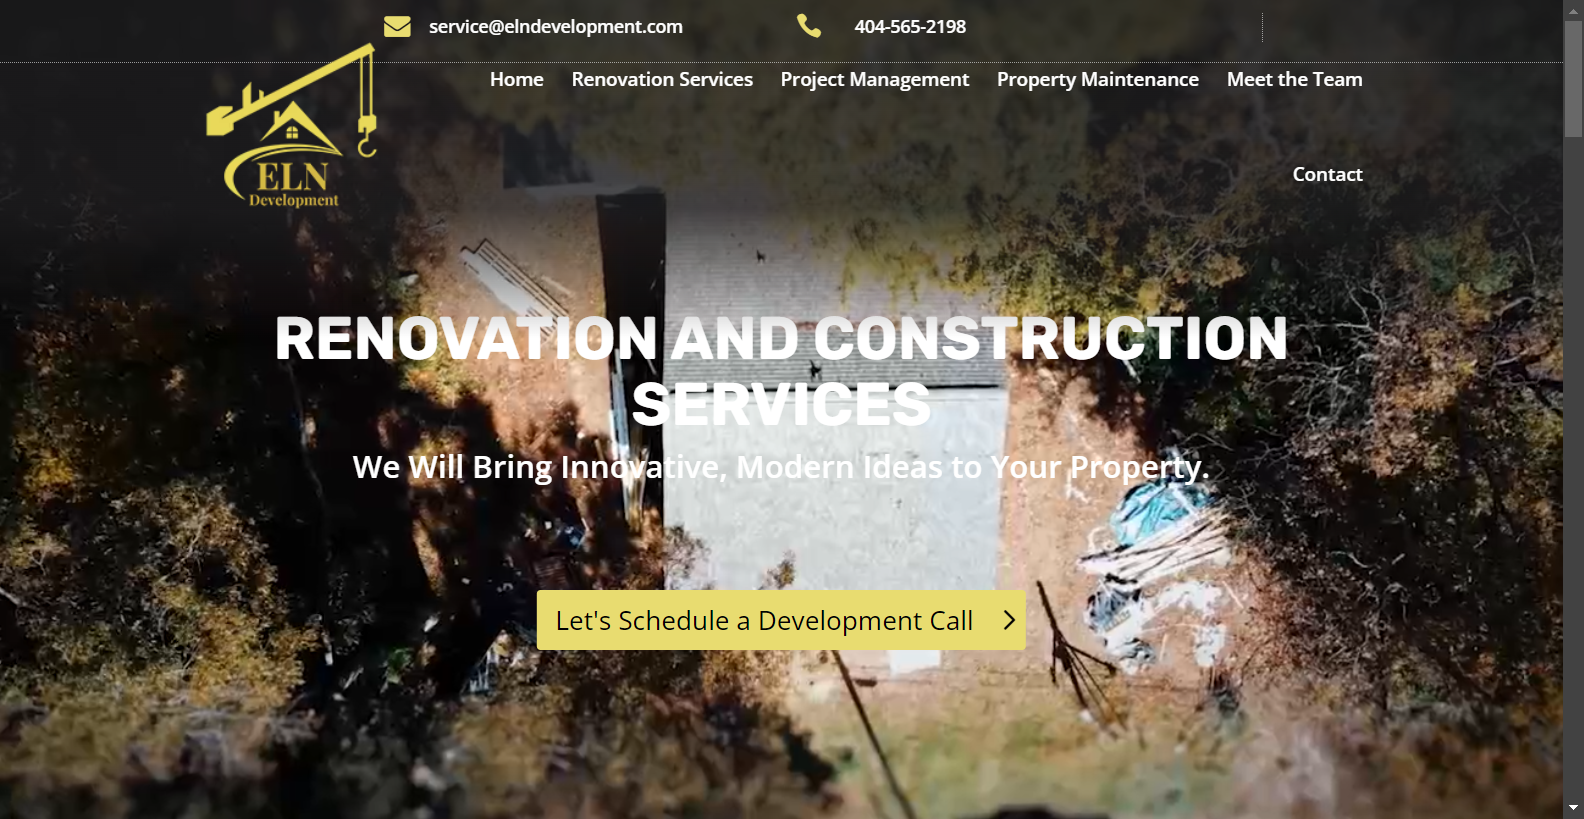 service@elndevelopment.com
404-565-2198
Home
Renovation Services
Project Management
Property Maintenance
Meet the Team
Contact
ELN
Development
RENOVATION AND CONSTRUCTION
SERVICES
We Will Bring Innovative, Modern Ideas to Your Property.
Let's Schedule a Development Call